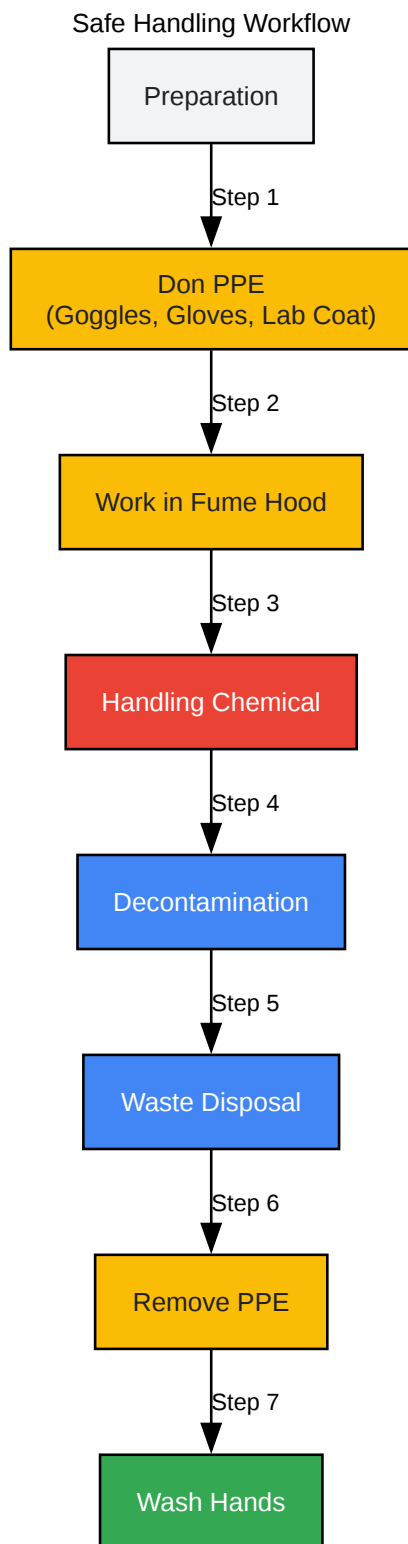 Safe Handling Workflow
Preparation
Step 1
Don PPE
(Goggles, Gloves, Lab Coat)
Step 2
Work in Fume Hood
Step 3
Handling Chemical
Step 4
Decontamination
Step 5
Waste Disposal
Step 6
Remove PPE
Step 7
Wash Hands